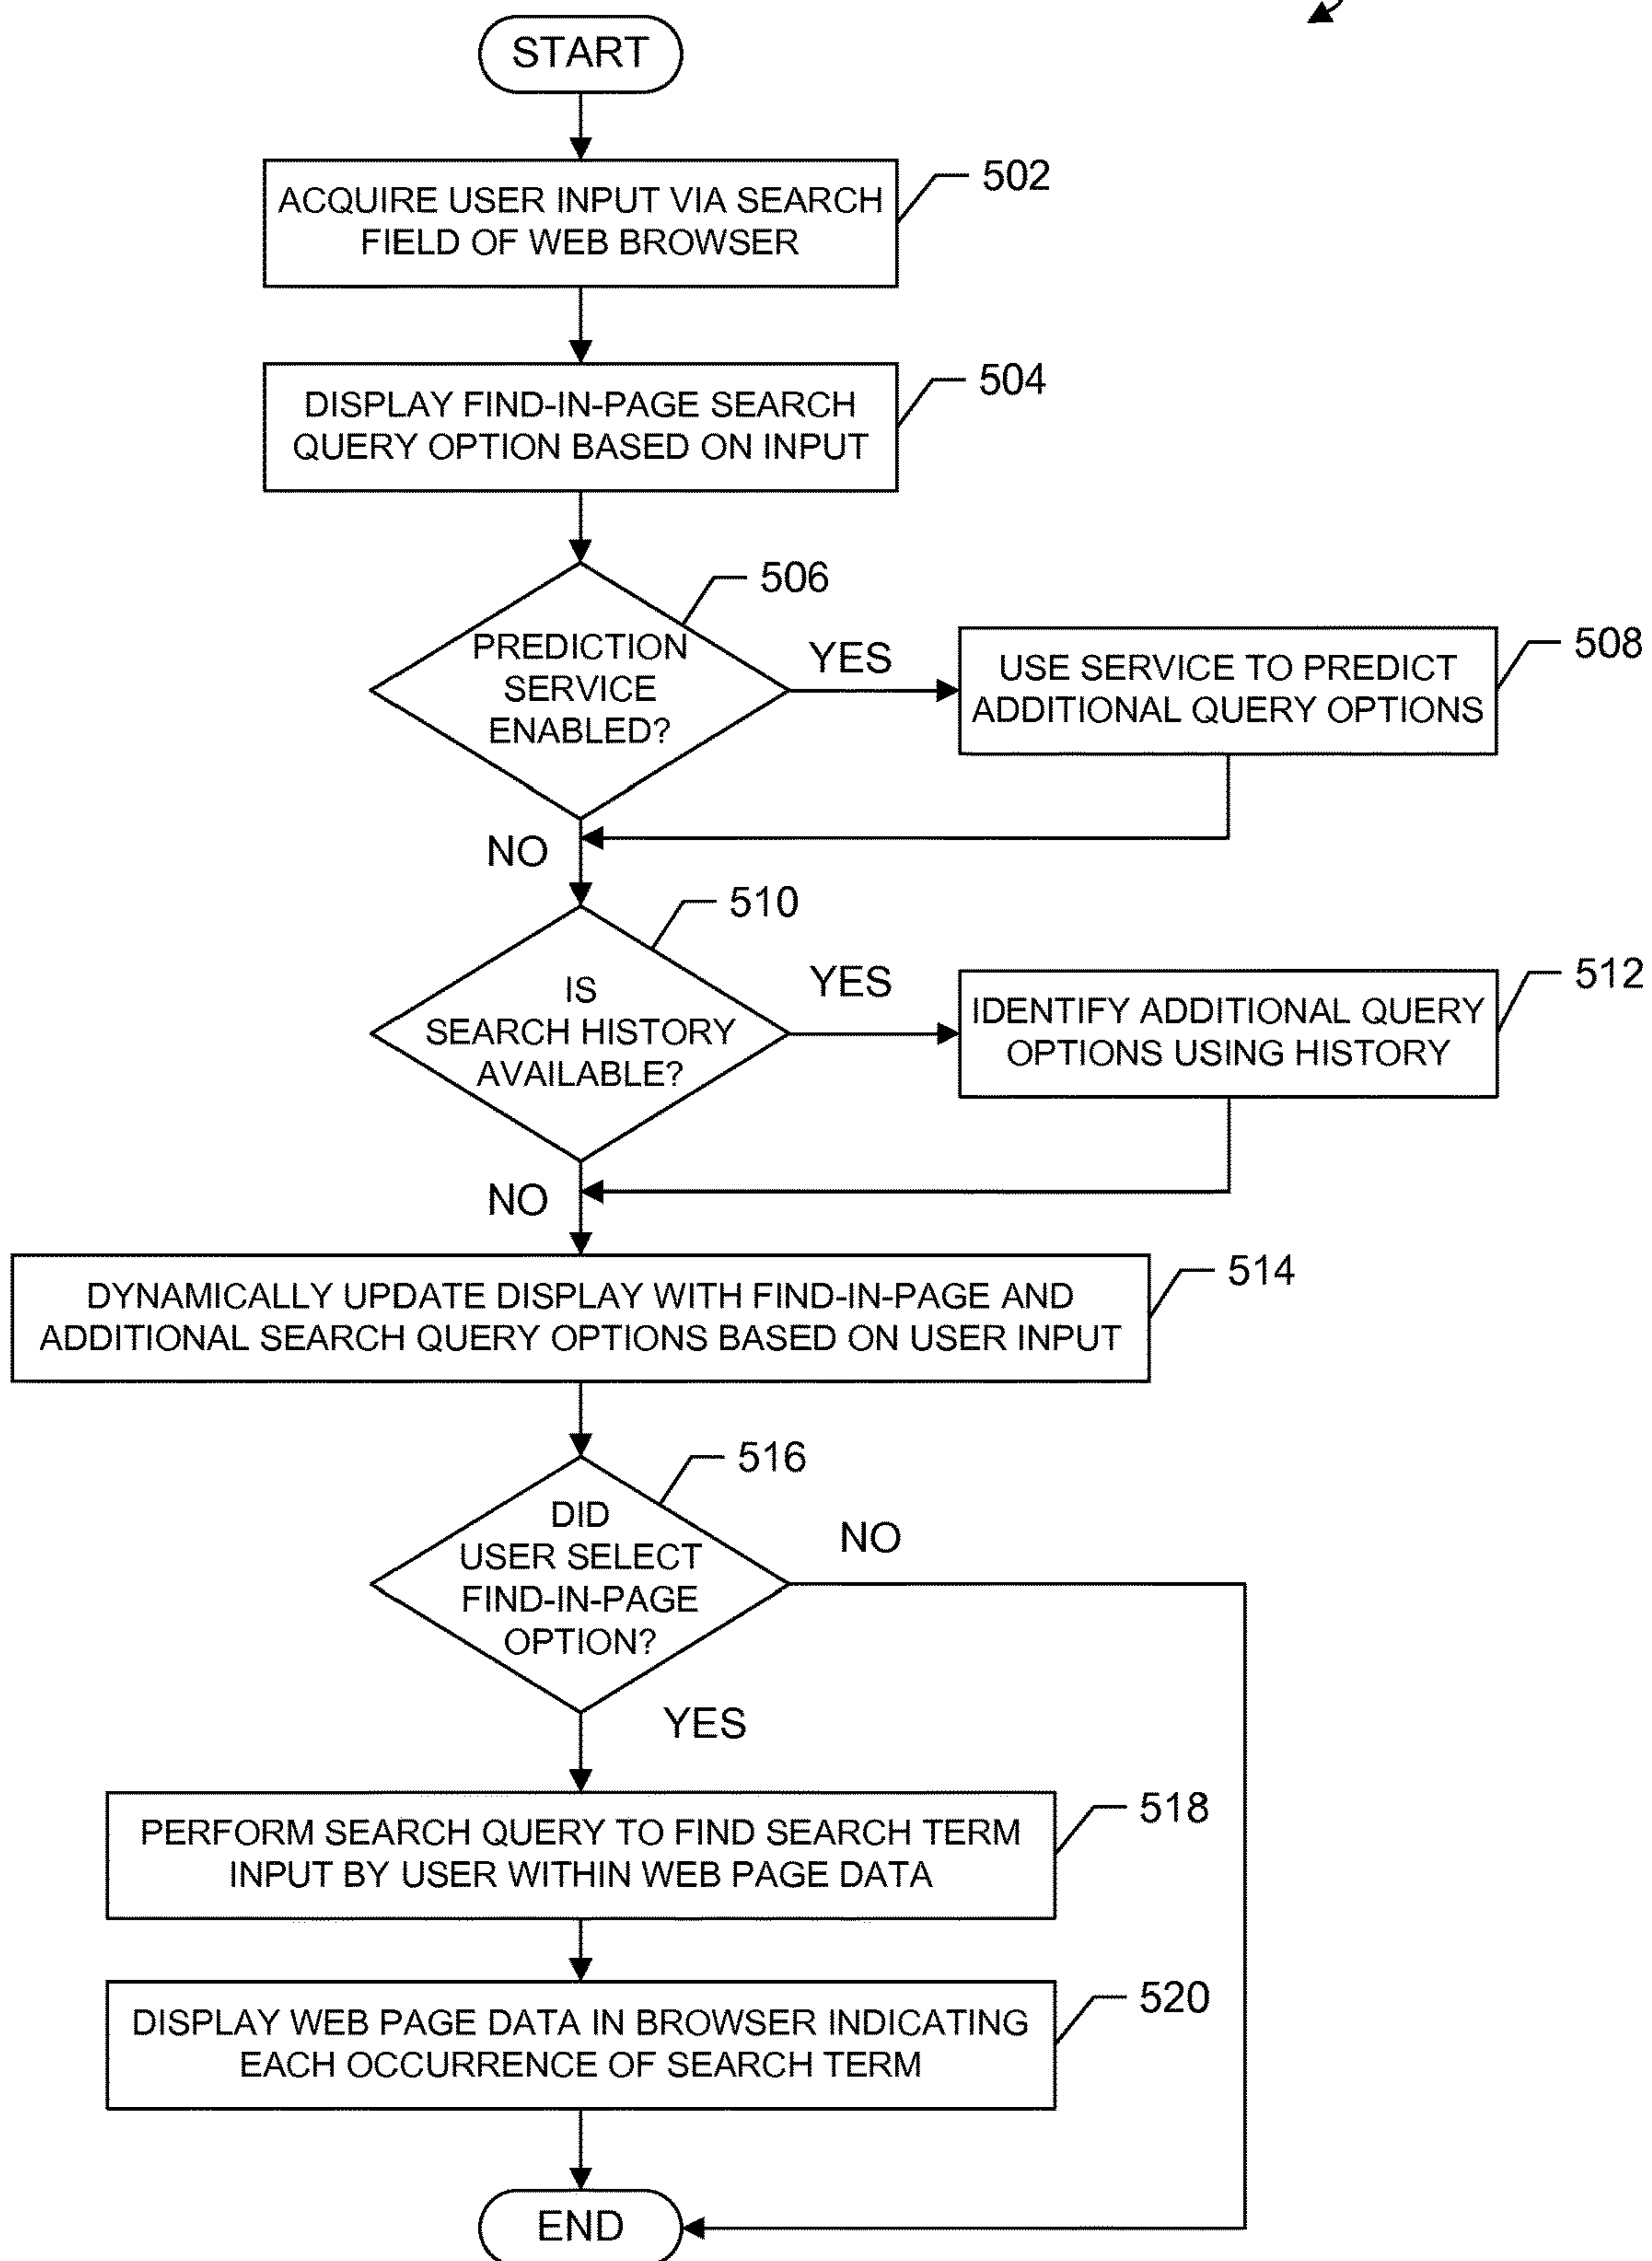 START
502
ACQUIRE USER INPUT VIA SEARCH
FIELD OF WEB BROWSER
504
DISPLAY FIND-IN-PAGE SEARCH
QUERY OPTION BASED ON INPUT
506
PREDICTION
SERVICE
ENABLED?
YES
508
USE SERVICE TO PREDICT
ADDITIONAL QUERY OPTIONS
NO
510
IS
SEARCH HISTORY
AVAILABLE?
YES
512
IDENTIFY ADDITIONAL QUERY
OPTIONS USING HISTORY
NO
514
DYNAMICALLY UPDATE DISPLAY WITH FIND-IN-PAGE AND
ADDITIONAL SEARCH QUERY OPTIONS BASED ON USER INPUT
516
DID
USER SELECT
FIND-IN-PAGE
OPTION?
NO
YES
518
PERFORM SEARCH QUERY TO FIND SEARCH TERM
INPUT BY USER WITHIN WEB PAGE DATA
520
DISPLAY WEB PAGE DATA IN BROWSER INDICATING
EACH OCCURRENCE OF SEARCH TERM
END